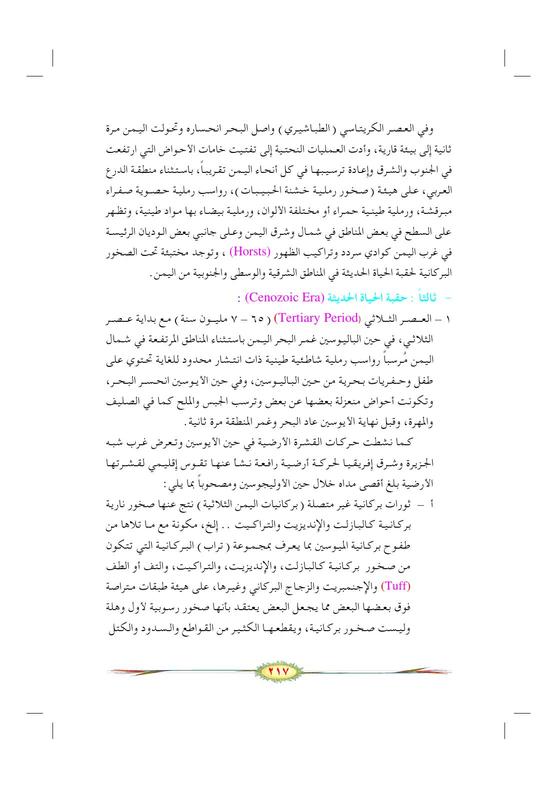 وفي العصر الكريتاسي (الطباشيري) واصل البحر انحساره وتحولت اليمن مرة
ثانية إلى بيئة قارية، وأدت العمليات النحتية إلى تفتيت خامات الأحواض التي ارتفعت
في الجنوب والشرق وإعادة ترسيبها في كل أنحاء اليمن تقريباً، باستثناء منطقة الدرع
العربي، على هيئة (صخور رملية خشنة الحبيبات)، رواسب رملية حصوية صفراء
مبرقشة، ورملية طينية حمراء أو مختلفة الألوان، ورملية بيضاء بها مواد طينية، وتظهر
على السطح في بعض المناطق في شمال وشرق اليمن وعلى جانبي بعض الوديان الرئيسة
في غرب اليمن كوادي سردد وتراكيب الظهور (Horsts) ، وتوجد مختبئة تحت الصخور
البركانية لحقبة الحياة الحديثة في المناطق الشرقية والوسطى والجنوبية من اليمن.
– ثالثاً : حقبة الحياة الحديثة (Cenozoic Era) :
١ – العصر الثلاثي (Tertiary Period) (٦٥ – ٧ مليون سنة) مع بداية عصر
الثلاثي، في حين الباليوسين غمر البحر اليمن باستثناء المناطق المرتفعة في شمال
اليمن مُرسباً رواسب رملية شاطئية طينية ذات انتشار محدود للغاية تحتوي على
طفل وحفريات بحرية من حين الباليوسين، وفي حين الأيوسين انحسر البحر،
وتكونت أحواض منعزلة بعضها عن بعض وترسب الجبس والملح كما في الصليف
والمهرة، وقبل نهاية الأيوسين عاد البحر وغمر المنطقة مرة ثانية .
كما نشطت حركات القشرة الأرضية في حين الأيوسين وتعرض غرب شبه
الجزيرة وشرق إفريقيا لحركة أرضية رافعة نشأ عنها تقوس إقليمي لقشرتها
الأرضية بلغ أقصى مداه خلال حين الأوليجوسين ومصحوباً بما يلي :
أ – ثورات بركانية غير متصلة (بركانيات اليمن الثلاثية) نتج عنها صخور نارية
بركانية كالبازلت والإنديزيت والتراكيت .. إلخ، مكونة مع ما تلاها من
طفوح بركانية الميوسين بما يعرف بمجموعة (تراب) البركانية التي تتكون
من صخور بركانية كالبازلت، والإنديزيت، والتراكيت، والتف أو الطف
(Tuff) والإجنمبريت والزجاج البركاني وغيرها، على هيئة طبقات متراصة
فوق بعضها البعض مما يجعل البعض يعتقد بأنها صخور رسوبية لأول وهلة
وليست صخور بركانية، ويقطعها الكثير من القواطع والسدود والكتل
٢١٧